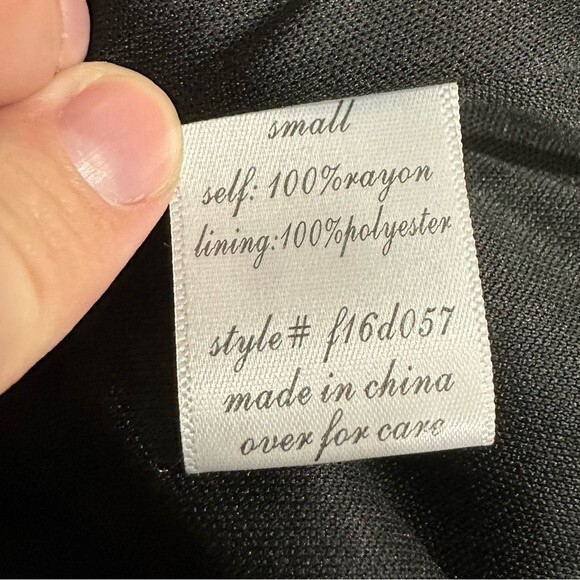 small
self: 100%rayon
lining:100%polyester
style# f16d057
made in china
over for care